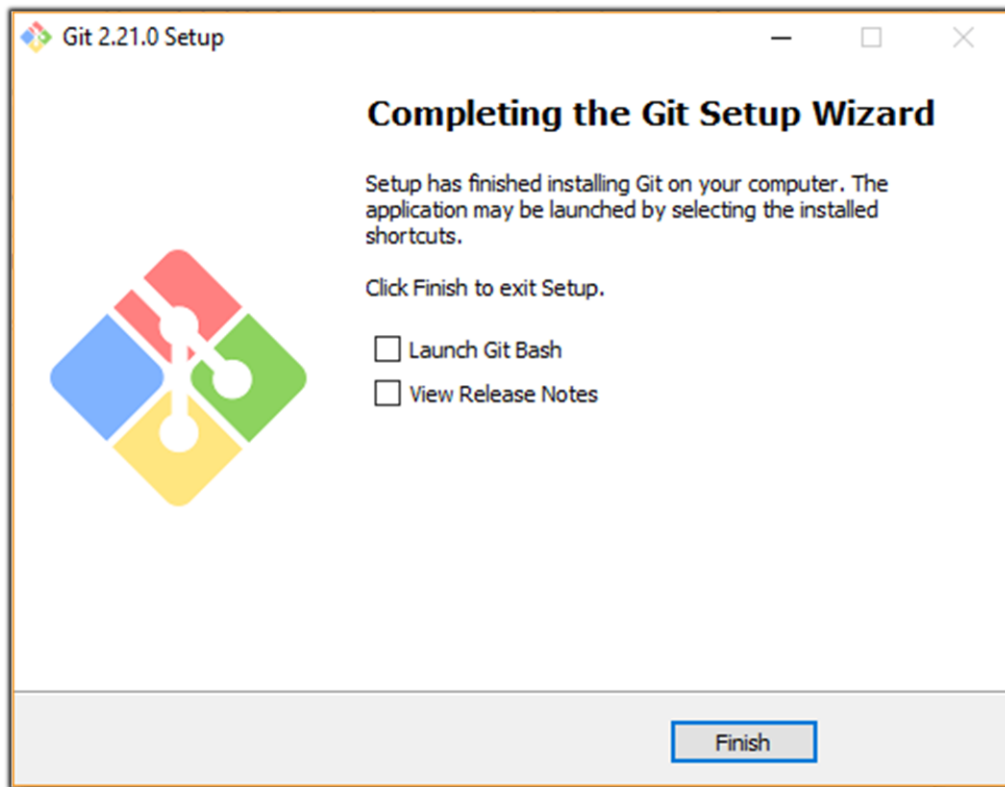 Git 2.21.0 Setup
Completing the Git Setup Wizard
Setup has finished installing Git on your computer. The
application may be launched by selecting the installed
shortcuts.
Click Finish to exit Setup.
Launch Git Bash
View Release Notes
Finish